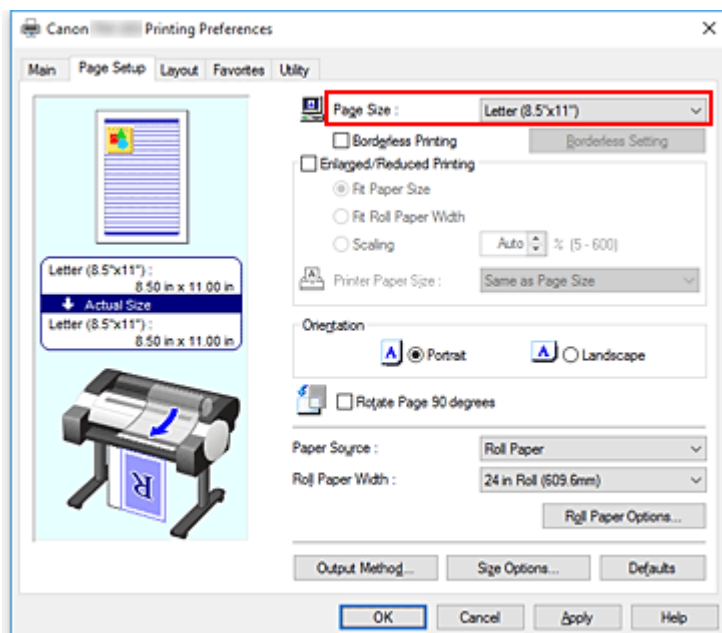 Canon Printing Preferences
Main Page Setup Layout Favorites Utility
Page Size : Letter (8.5"x11")
Borderless Printing Borderless Setting
Enlarged/Reduced Printing
Fit Paper Size
Fit Roll Paper Width
Scaling Auto % (5 - 600)
Printer Paper Size : Same as Page Size
Letter (8.5"x11") :
8.50 in x 11.00 in
Actual Size
Letter (8.5"x11") :
8.50 in x 11.00 in
Orientation
A Portrait A Landscape
Rotate Page 90 degrees
Paper Source : Roll Paper
Roll Paper Width : 24 in Roll (609.6mm)
Roll Paper Options...
R
Output Method... Size Options... Defaults
OK Cancel Apply Help